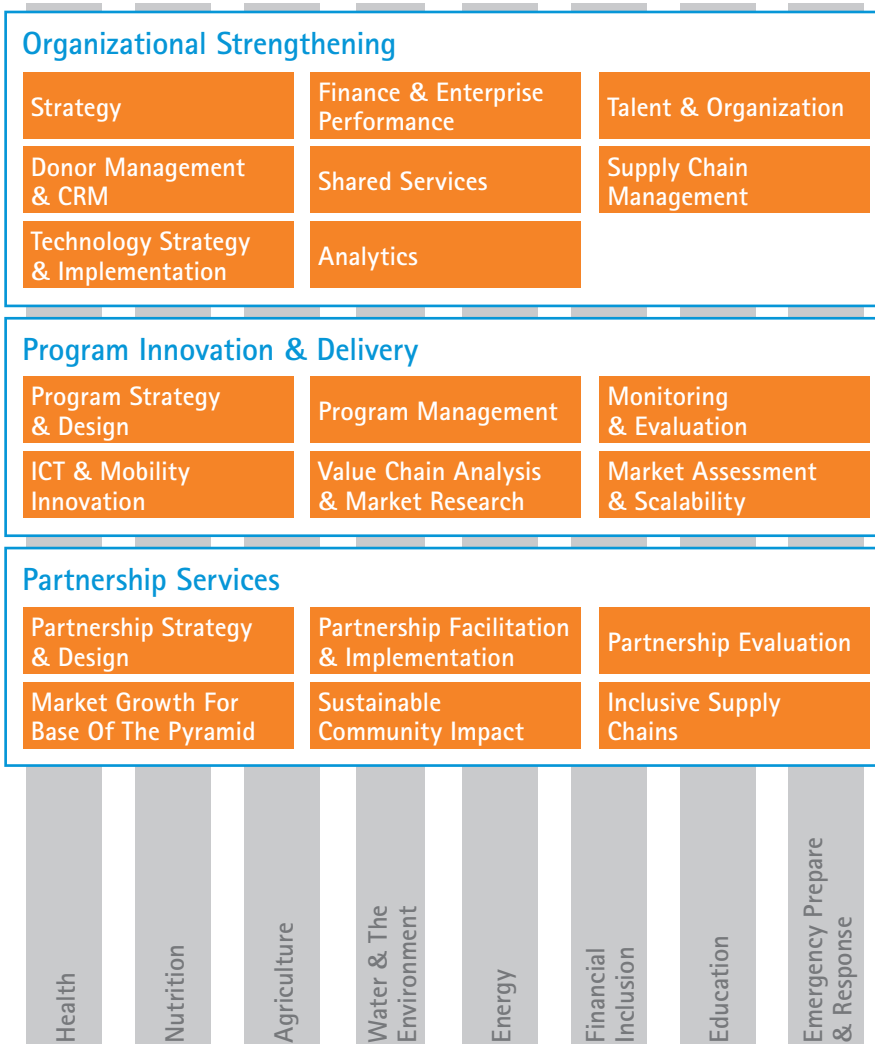 Organizational Strengthening
Strategy
Finance & Enterprise
Performance
Talent & Organization
Donor Management
& CRM
Shared Services
Supply Chain
Management
Technology Strategy
& Implementation
Analytics
Program Innovation & Delivery
Program Strategy
& Design
Program Management
Monitoring
& Evaluation
ICT & Mobility
Innovation
Value Chain Analysis
& Market Research
Market Assessment
& Scalability
Partnership Services
Partnership Strategy
& Design
Partnership Facilitation
& Implementation
Partnership Evaluation
Market Growth For
Base Of The Pyramid
Sustainable
Community Impact
Inclusive Supply
Chains
Health
Nutrition
Agriculture
Water & The
Environment
Energy
Financial
Inclusion
Education
Emergency Prepare
& Response